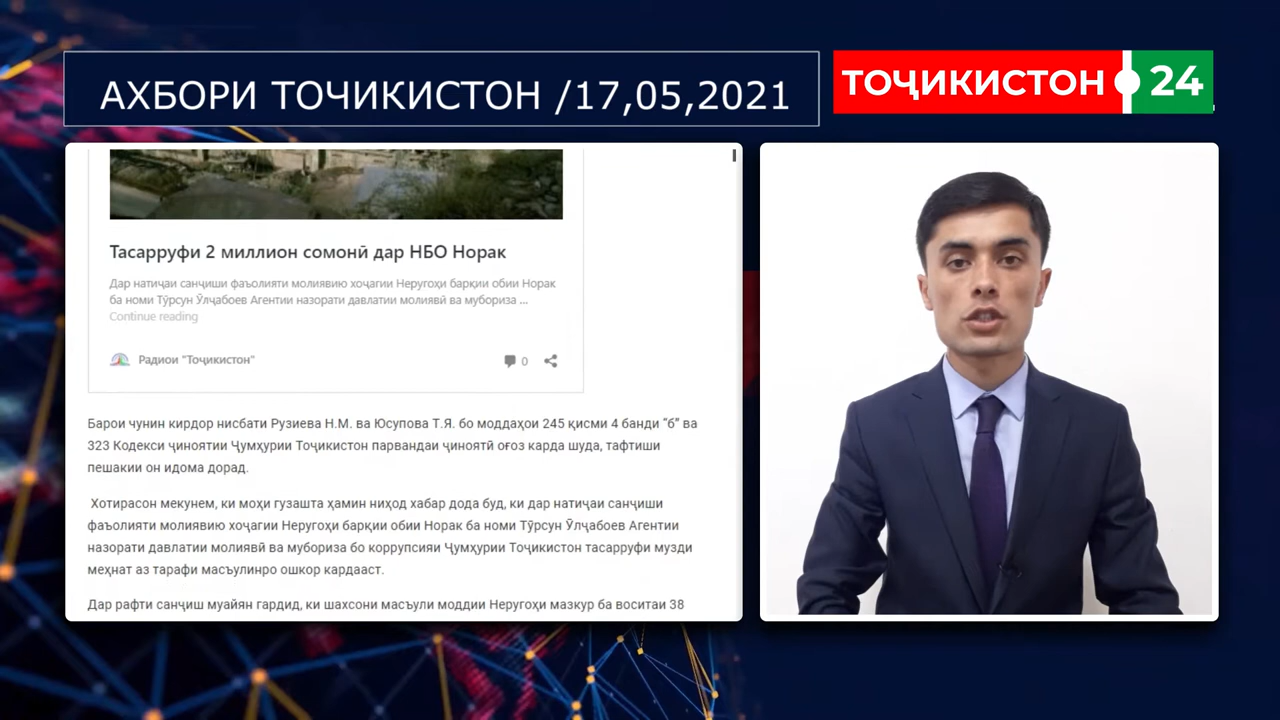 АХБОРИ ТОЧИКИСТОН /17,05,2021
ТОҶИКИСТОН 24
Тасарруфи 2 миллион сомонӣ дар НБО Норак
Дар натиҷаи санҷиши фаъолияти молиявию хоҷагии Неругоҳи барқии обии Норак
ба номи Тӯрсун Ӯлҷабоев Агентии назорати давлатии молиявӣ ва мубориза ...
Continue reading
Радиои "Тоҷикистон"
0
Барои чунин кирдор нисбати Рузиева Н.М. ва Юсупова Т.Я. бо моддаҳои 245 қисми 4 банди “б” ва
323 Кодекси ҷиноятии Ҷумҳурии Тоҷикистон парвандаи ҷиноятӣ оғоз карда шуда, тафтиши
пешакии он идома дорад.
Хотирасон мекунем, ки моҳи гузашта ҳамин ниҳод хабар дода буд, ки дар натиҷаи санҷиши
фаъолияти молиявию хоҷагии Неругоҳи барқии обии Норак ба номи Тӯрсун Ӯлҷабоев Агентии
назорати давлатии молиявӣ ва мубориза бо коррупсияи Ҷумҳурии Тоҷикистон тасарруфи музди
меҳнат аз тарафи масъулинро ошкор кардааст.
Дар рафти санҷиш муайян гардид, ки шахсони масъули моддии Неругоҳи мазкур ба воситаи 38